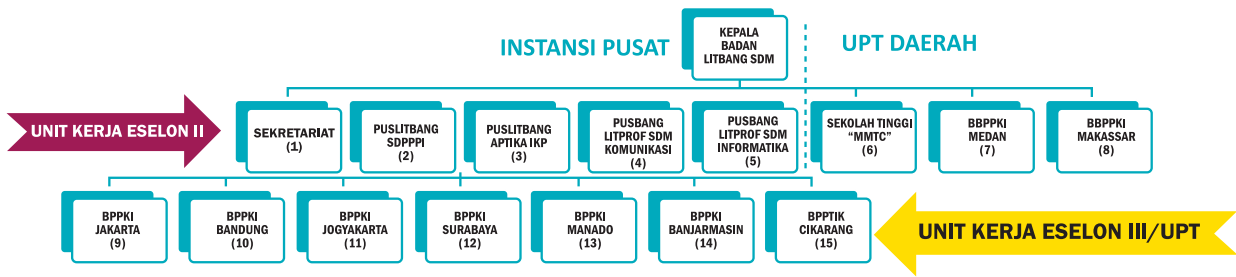 KEPALA
BADAN
LITBANG SDM
INSTANSI PUSAT
UPT DAERAH
UNIT KERJA ESELON II
SEKRETARIAT
(1)
PUSLITBANG
SDPPPI
(2)
PUSLITBANG
APTIKA IKP
(3)
PUSBANG
LITPROF SDM
KOMUNIKASI
(4)
PUSBANG
LITPROF SDM
INFORMATIKA
(5)
SEKOLAH TINGGI
"MMTC"
(6)
BBPPKI
MEDAN
(7)
BBPPKI
MAKASSAR
(8)
BPPKI
JAKARTA
(9)
BPPKI
BANDUNG
(10)
BPPKI
JOGYAKARTA
(11)
BPPKI
SURABAYA
(12)
BPPKI
MANADO
(13)
BPPKI
BANJARMASIN
(14)
BPPTIK
CIKARANG
(15)
UNIT KERJA ESELON III/UPT